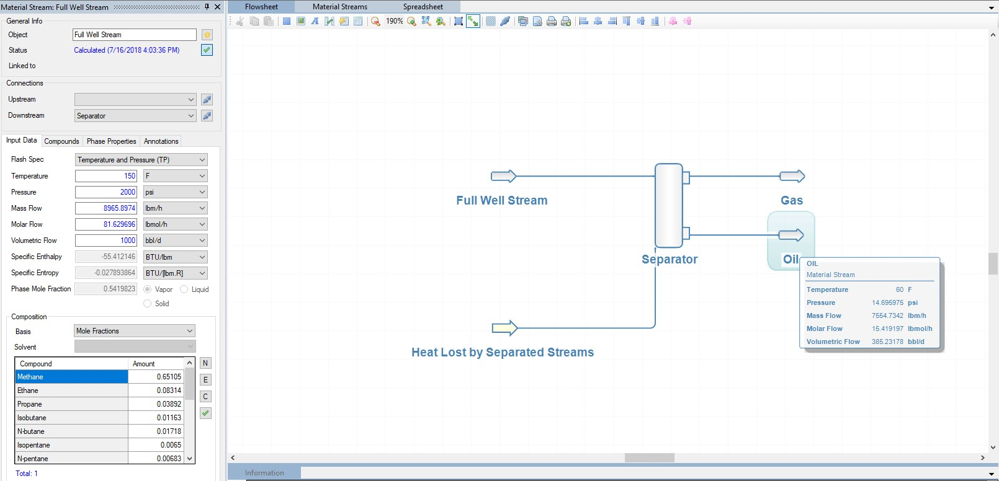 Material Stream: Full Well Stream
General Info
Object Full Well Stream
Status Calculated (7/16/2018 4:03:36 PM)
Linked to
Connections
Upstream
Downstream Separator
Input Data Compounds Phase Properties Annotations
Flash Spec Temperature and Pressure (TP)
Temperature 150 F
Pressure 2000 psi
Mass Flow 8965.8974 lbm/h
Molar Flow 81.629696 lbmol/h
Volumetric Flow 1000 bbl/d
Specific Enthalpy -55.412146 BTU/lbm
Specific Entropy -0.027893864 BTU/[lbm.R]
Phase Mole Fraction 0.5419823 Vapor Liquid
Solid
Composition
Basis Mole Fractions
Solvent
Compound Amount N
Methane 0.65105
Ethane 0.08314 E
Propane 0.03892 C
Isobutane 0.01163
N-butane 0.01718
Isopentane 0.0065
N-pentane 0.00683
Total: 1
Flowsheet Material Streams Spreadsheet
A 190%
Full Well Stream
Gas
Separator
Oil
Heat Lost by Separated Streams
OIL
Material Stream
Temperature 60 F
Pressure 14.695975 psi
Mass Flow 7554.7342 lbm/h
Molar Flow 15.419197 lbmol/h
Volumetric Flow 385.23178 bbl/d
Information